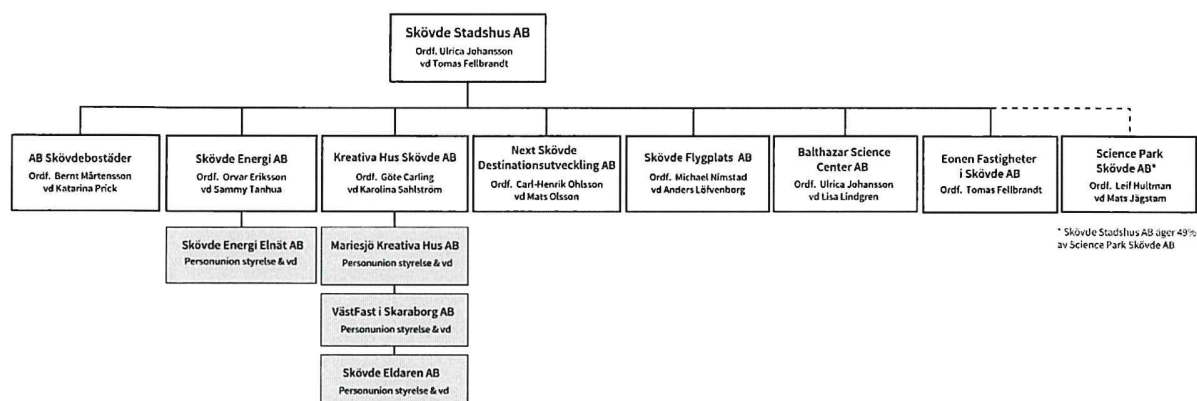 Skövde Stadshus AB
Ordf. Ulrica Johansson
vd Tomas Fellbrandt
AB Skövdebostäder
Ordf. Bernt Mårtensson
vd Katarina Prick
Skövde Energi AB
Ordf. Orvar Eriksson
vd Sammy Tanhua
Kreativa Hus Skövde AB
Ordf. Göte Carling
vd Karolina Sahlström
Next Skövde
Destinationsutveckling AB
Ordf. Carl-Henrik Ohlsson
vd Mats Olsson
Skövde Flygplats AB
Ordf. Michael Nimstad
vd Anders Löfvenborg
Balthazar Science
Center AB
Ordf. Ulrica Johansson
vd Lisa Lindgren
Eonen Fastigheter
i Skövde AB
Ordf. Tomas Fellbrandt
Science Park
Skövde AB*
Ordf. Leif Hultman
vd Mats Jägstam
* Skövde Stadshus AB äger 49%
av Science Park Skövde AB
Skövde Energi Elnät AB
Personunion styrelse & vd
Mariesjö Kreativa Hus AB
Personunion styrelse & vd
VästFast i Skaraborg AB
Personunion styrelse & vd
Skövde Eldaren AB
Personunion styrelse & vd